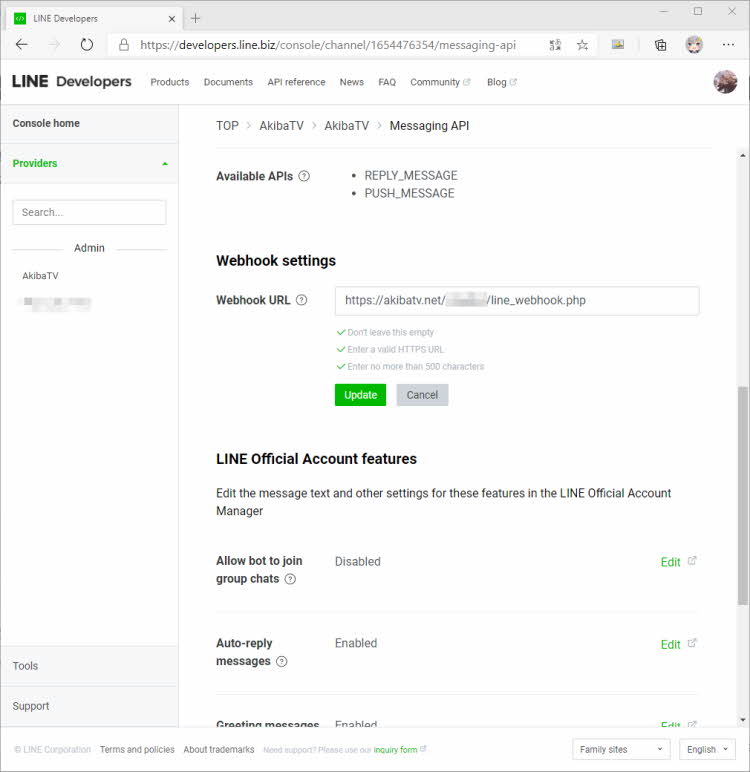 LINE Developers
https://developers.line.biz/console/channel/1654476354/messaging-api
LINE Developers Products Documents API reference News FAQ Community Blog
Console home
Providers
Search...
Admin
AkibaTV
Tools
Support
TOP > AkibaTV > AkibaTV > Messaging API
Available APIs ?
• REPLY_MESSAGE
• PUSH_MESSAGE
Webhook settings
Webhook URL ? https://akibatv.net/ /line_webhook.php
Don't leave this empty
Enter a valid HTTPS URL
Enter no more than 500 characters
Update Cancel
LINE Official Account features
Edit the message text and other settings for these features in the LINE Official Account
Manager
Allow bot to join Disabled Edit
group chats ?
Auto-reply Enabled Edit
messages ?
Greeting messages Enabled Edit
© LINE Corporation Terms and policies About trademarks Need support? Please use our inquiry form Family sites English